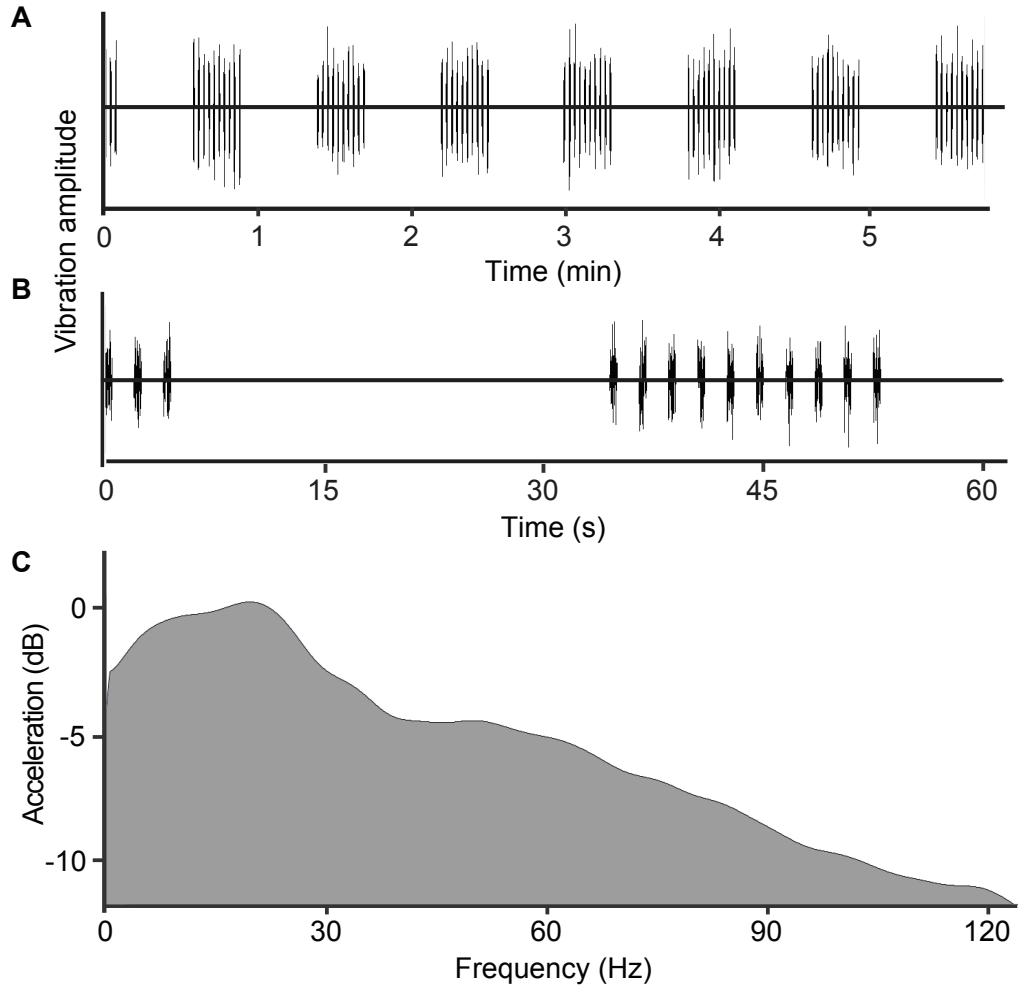 A
Vibration amplitude
0 1 2 3 4 5
Time (min)
B
0 15 30 45 60
Time (s)
C
Acceleration (dB)
0
-5
-10
0 30 60 90 120
Frequency (Hz)